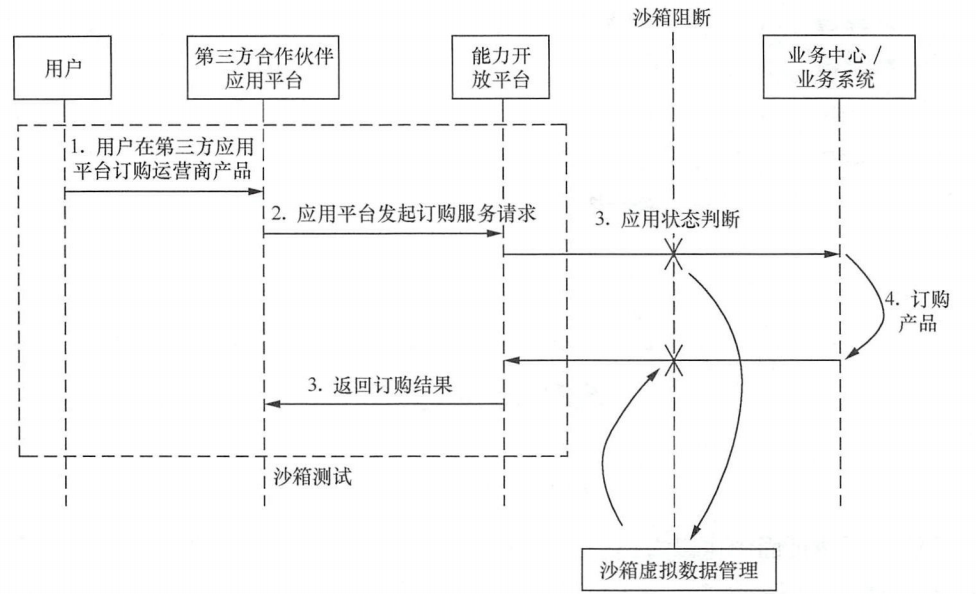 沙箱阻断
用户
第三方合作伙伴
应用平台
能力开
放平台
业务中心 /
业务系统
1. 用户在第三方应用
平台订购运营商产品
2. 应用平台发起订购服务请求
3. 应用状态判断
4. 订购
产品
3. 返回订购结果
沙箱测试
沙箱虚拟数据管理